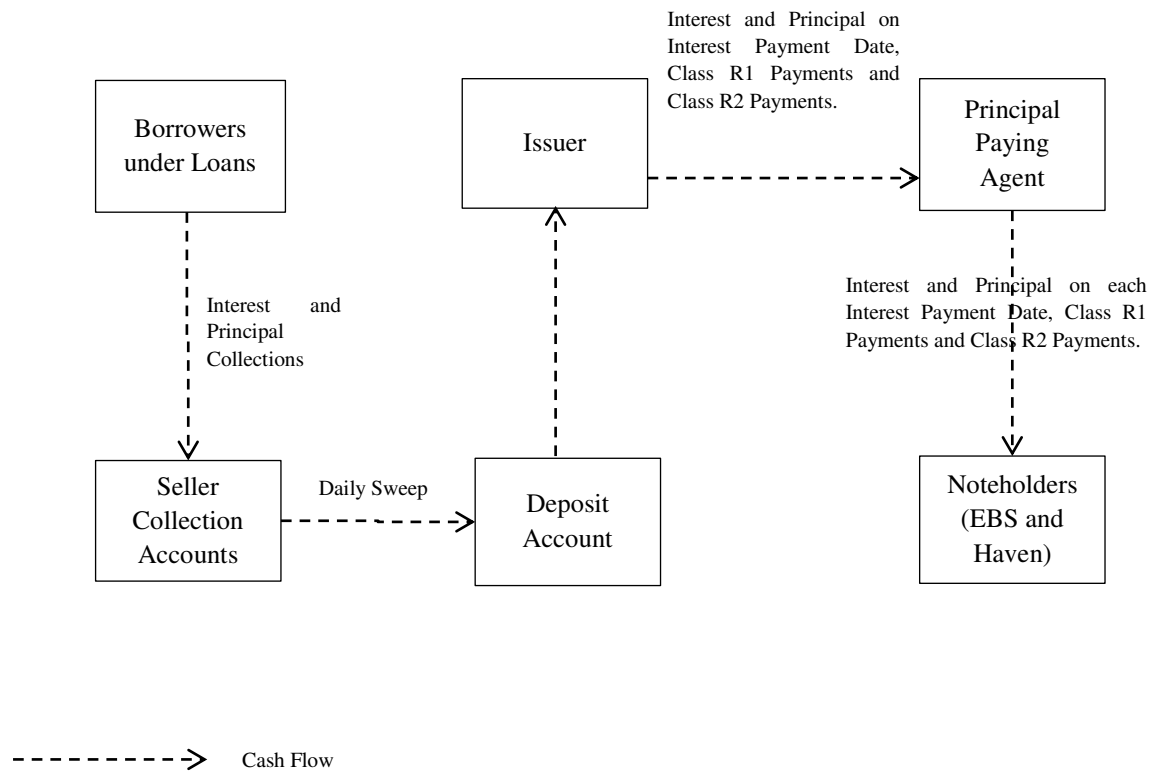 Interest and Principal on
Interest Payment Date,
Class R1 Payments and
Class R2 Payments.
Borrowers
under Loans
Issuer
Principal
Paying
Agent
Interest and
Principal
Collections
Interest and Principal on each
Interest Payment Date, Class R1
Payments and Class R2 Payments.
Seller
Collection
Accounts
Daily Sweep
Deposit
Account
Noteholders
(EBS and
Haven)
Cash Flow